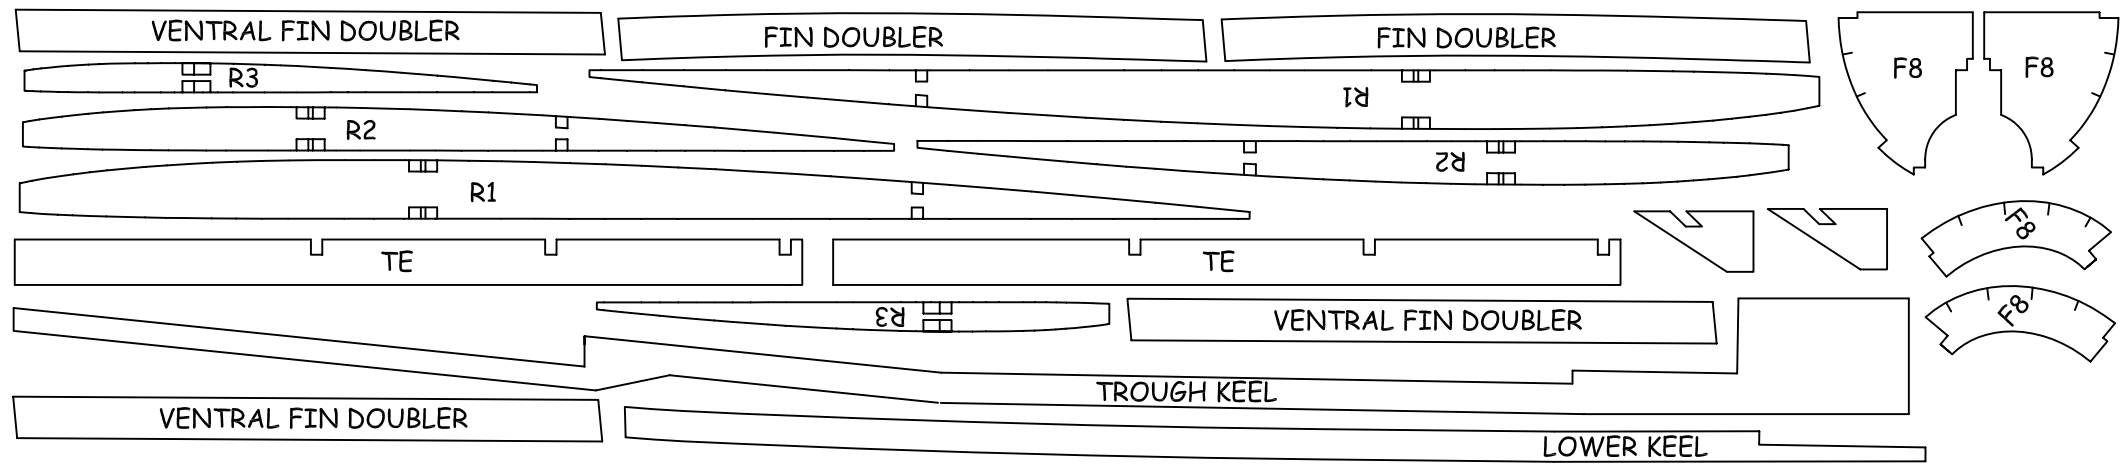 VENTRAL FIN DOUBLER
FIN DOUBLER
FIN DOUBLER
F8
F8
R3
R1
R2
R2
R1
F8
TE
TE
R3
VENTRAL FIN DOUBLER
F8
TROUGH KEEL
VENTRAL FIN DOUBLER
LOWER KEEL